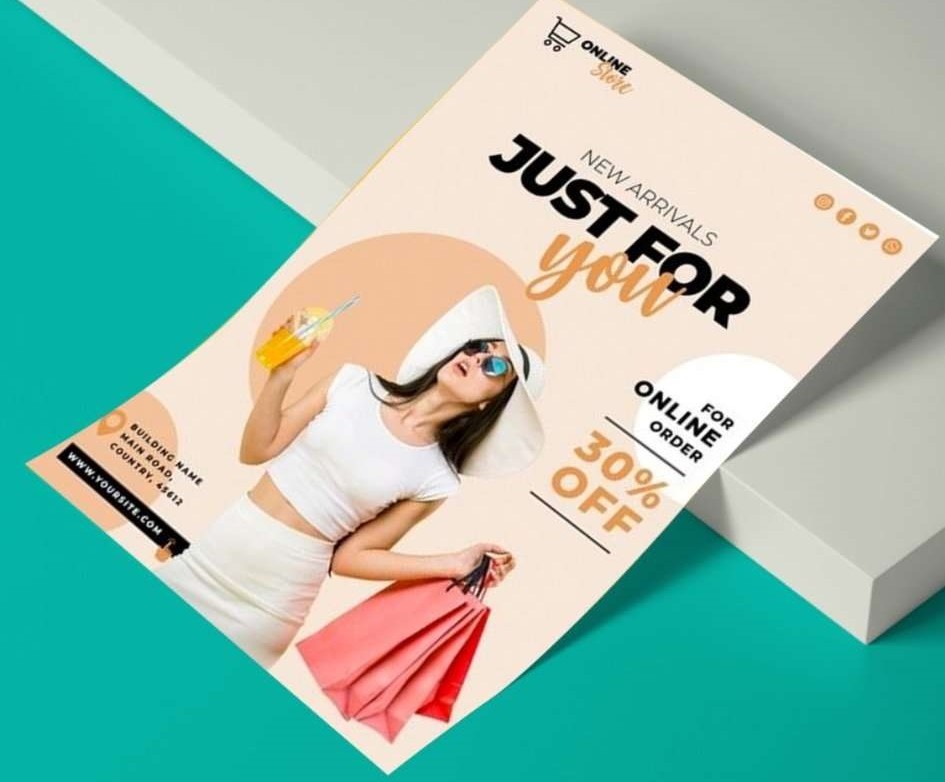 ONLINE
Store
NEW ARRIVALS
JUST FOR
you
FOR
ONLINE
ORDER
30%
OFF
BUILDING NAME
MAIN ROAD,
COUNTRY, 45612
WWW.YOURSITE.COM